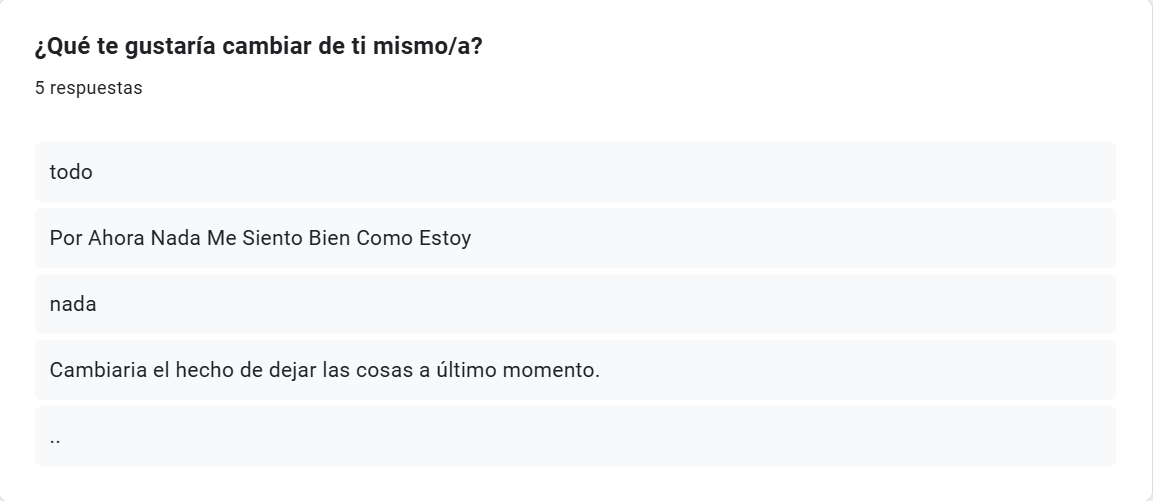 ¿Qué te gustaría cambiar de ti mismo/a?
5 respuestas
todo
Por Ahora Nada Me Siento Bien Como Estoy
nada
Cambiaria el hecho de dejar las cosas a último momento.
..